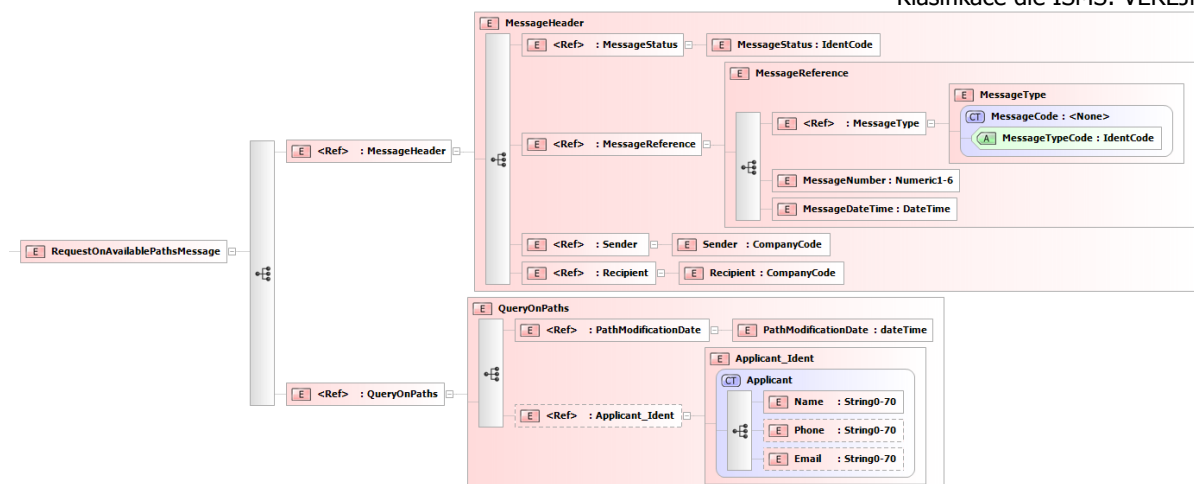 Klasifikace dle ISMS:
E MessageHeader
E <Ref> : MessageStatus E MessageStatus : IdentCode
E MessageReference
E MessageType
CT MessageCode : <None>
E <Ref> : MessageType
A MessageTypeCode : IdentCode
E <Ref> : MessageHeader
E <Ref> : MessageReference
E MessageNumber : Numeric1-6
E MessageDateTime : DateTime
E RequestOnAvailablePathsMessage
E <Ref> : Sender E Sender : CompanyCode
E <Ref> : Recipient E Recipient : CompanyCode
E QueryOnPaths
E <Ref> : PathModificationDate E PathModificationDate : dateTime
E Applicant_Ident
CT Applicant
E <Ref> : QueryOnPaths
E Name : String0-70
E <Ref> : Applicant_Ident
E Phone : String0-70
E Email : String0-70